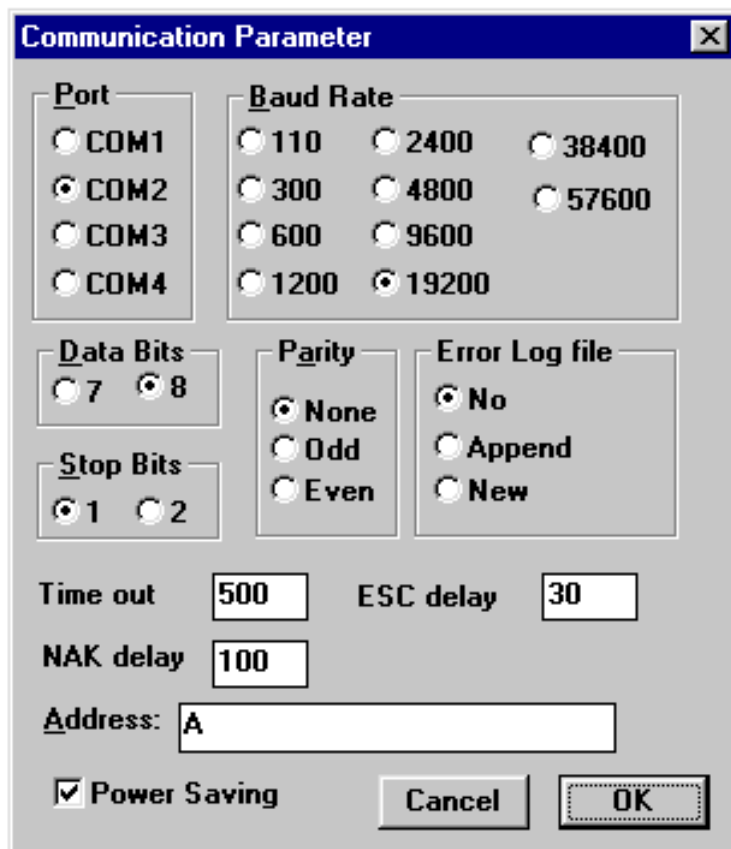 Communication Parameter
Port
COM1
COM2
COM3
COM4
Baud Rate
110
300
600
1200
2400
4800
9600
19200
38400
57600
Data Bits
7 8
Stop Bits
1 2
Parity
None
Odd
Even
Error Log file
No
Append
New
Time out 500
ESC delay 30
NAK delay 100
Address: A
Power Saving
Cancel
OK